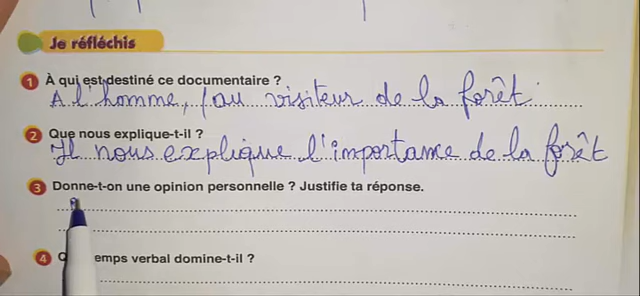 Je réfléchis
1 À qui est destiné ce documentaire ?
A l'homme, / au visiteur de la forêt.
2 Que nous explique-t-il ?
Il nous explique l'importance de la forêt
3 Donne-t-on une opinion personnelle ? Justifie ta réponse.
4 emps verbal domine-t-il ?